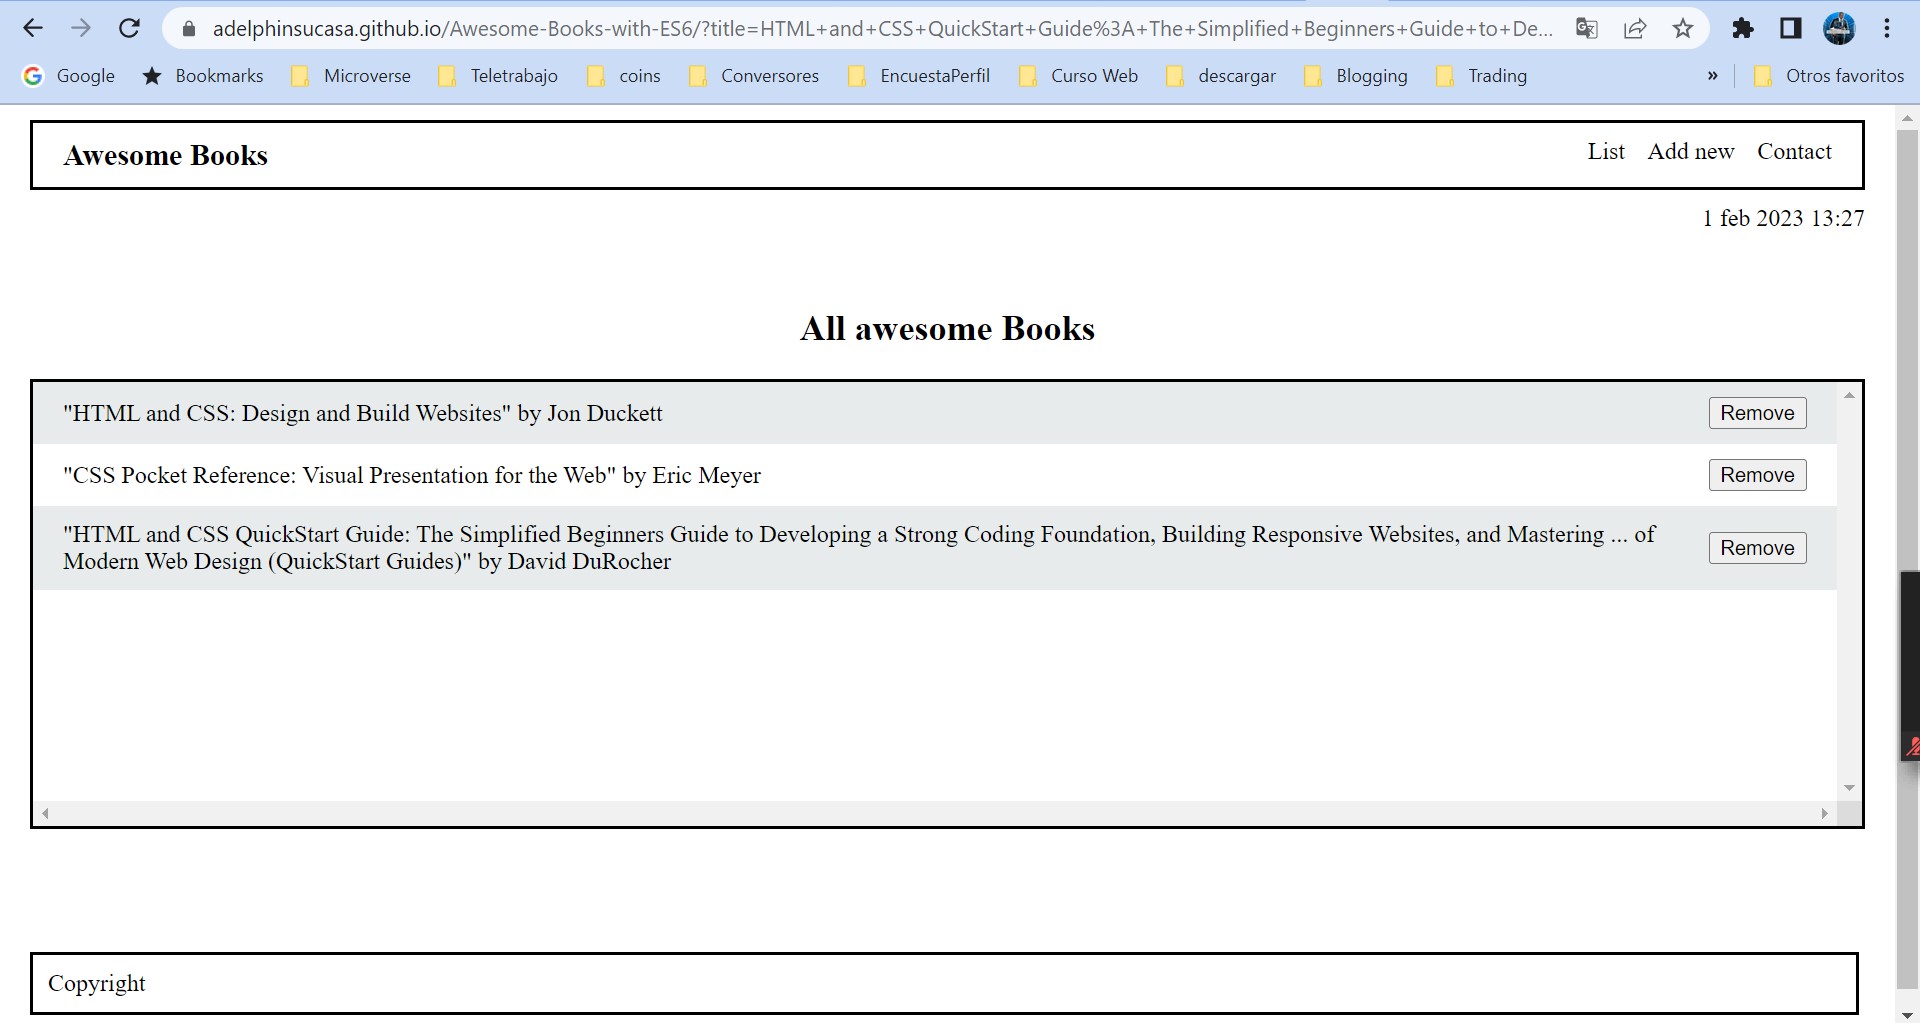 adelphinsucasa.github.io/Awesome-Books-with-ES6/?title=HTML+and+CSS+QuickStart+Guide%3A+The+Simplified+Beginners+Guide+to+De...
Google Bookmarks Microverse Teletrabajo coins Conversores EncuestaPerfil Curso Web descargar Blogging Trading » Otros favoritos
Awesome Books List Add new Contact
1 feb 2023 13:27
All awesome Books
"HTML and CSS: Design and Build Websites" by Jon Duckett Remove
"CSS Pocket Reference: Visual Presentation for the Web" by Eric Meyer Remove
"HTML and CSS QuickStart Guide: The Simplified Beginners Guide to Developing a Strong Coding Foundation, Building Responsive Websites, and Mastering ... of
Modern Web Design (QuickStart Guides)" by David DuRocher Remove
Copyright